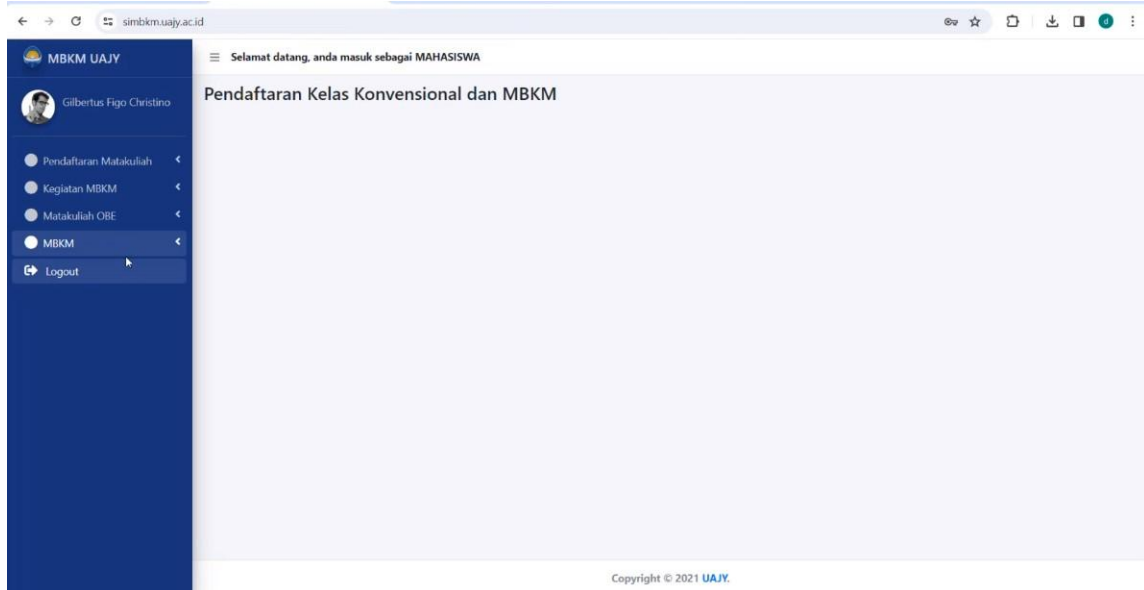 simbkm.uajy.ac.id
d
MBKM UAJY
Selamat datang, anda masuk sebagai MAHASISWA
Gilbertus Figo Christino
Pendaftaran Kelas Konvensional dan MBKM
Pendaftaran Matakuliah
Kegiatan MBKM
Matakuliah OBE
MBKM
Logout
Copyright © 2021 UAJY.